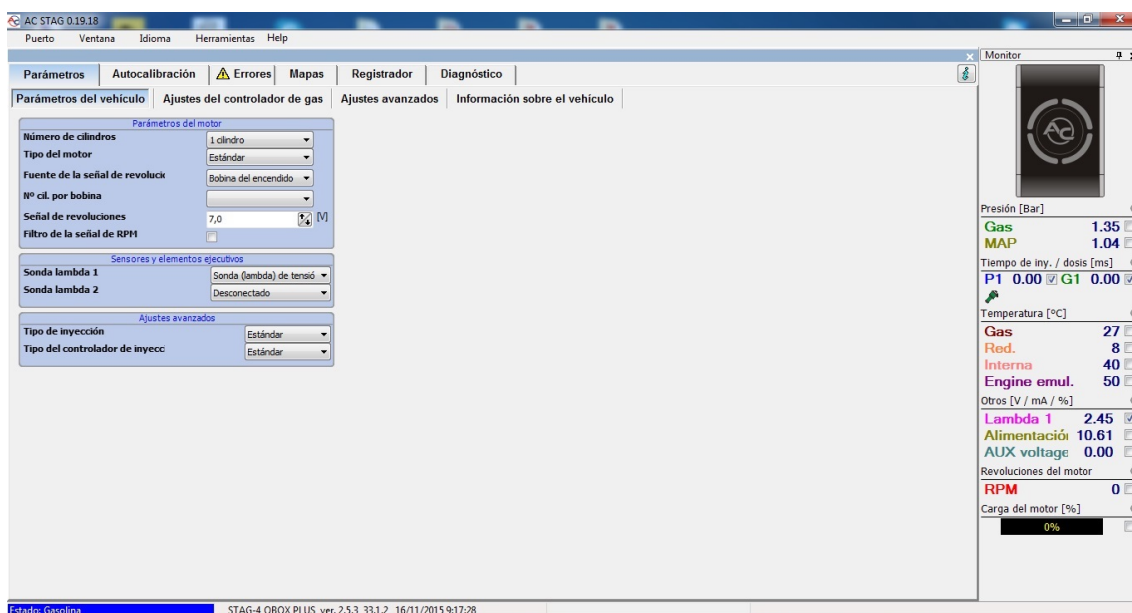 AC STAG 0.19.18
Puerto Ventana Idioma Herramientas Help
Parámetros Autocalibración Errores Mapas Registrador Diagnóstico
Parámetros del vehículo Ajustes del controlador de gas Ajustes avanzados Información sobre el vehículo
Parámetros del motor
Número de cilindros 1 cilindro
Tipo del motor Estándar
Fuente de la señal de revolucic Bobina del encendido
Nº cil. por bobina
Señal de revoluciones 7,0 [V]
Filtro de la señal de RPM
Sensores y elementos ejecutivos
Sonda lambda 1 Sonda (lambda) de tensió
Sonda lambda 2 Desconectado
Ajustes avanzados
Tipo de inyección Estándar
Tipo del controlador de inyecc Estándar
Monitor
AC
Presión [Bar]
Gas 1.35
MAP 1.04
Tiempo de iny. / dosis [ms]
P1 0.00 G1 0.00
Temperatura [ºC]
Gas 27
Red. 8
Interna 40
Engine emul. 50
Otros [V / mA / %]
Lambda 1 2.45
Alimentació 10.61
AUX voltage 0.00
Revoluciones del motor
RPM 0
Carga del motor [%]
0%
Estado: Gasolina STAG-4 QBOX PLUS ver. 2.5.3 33.1.2 16/11/2015 9:17:28